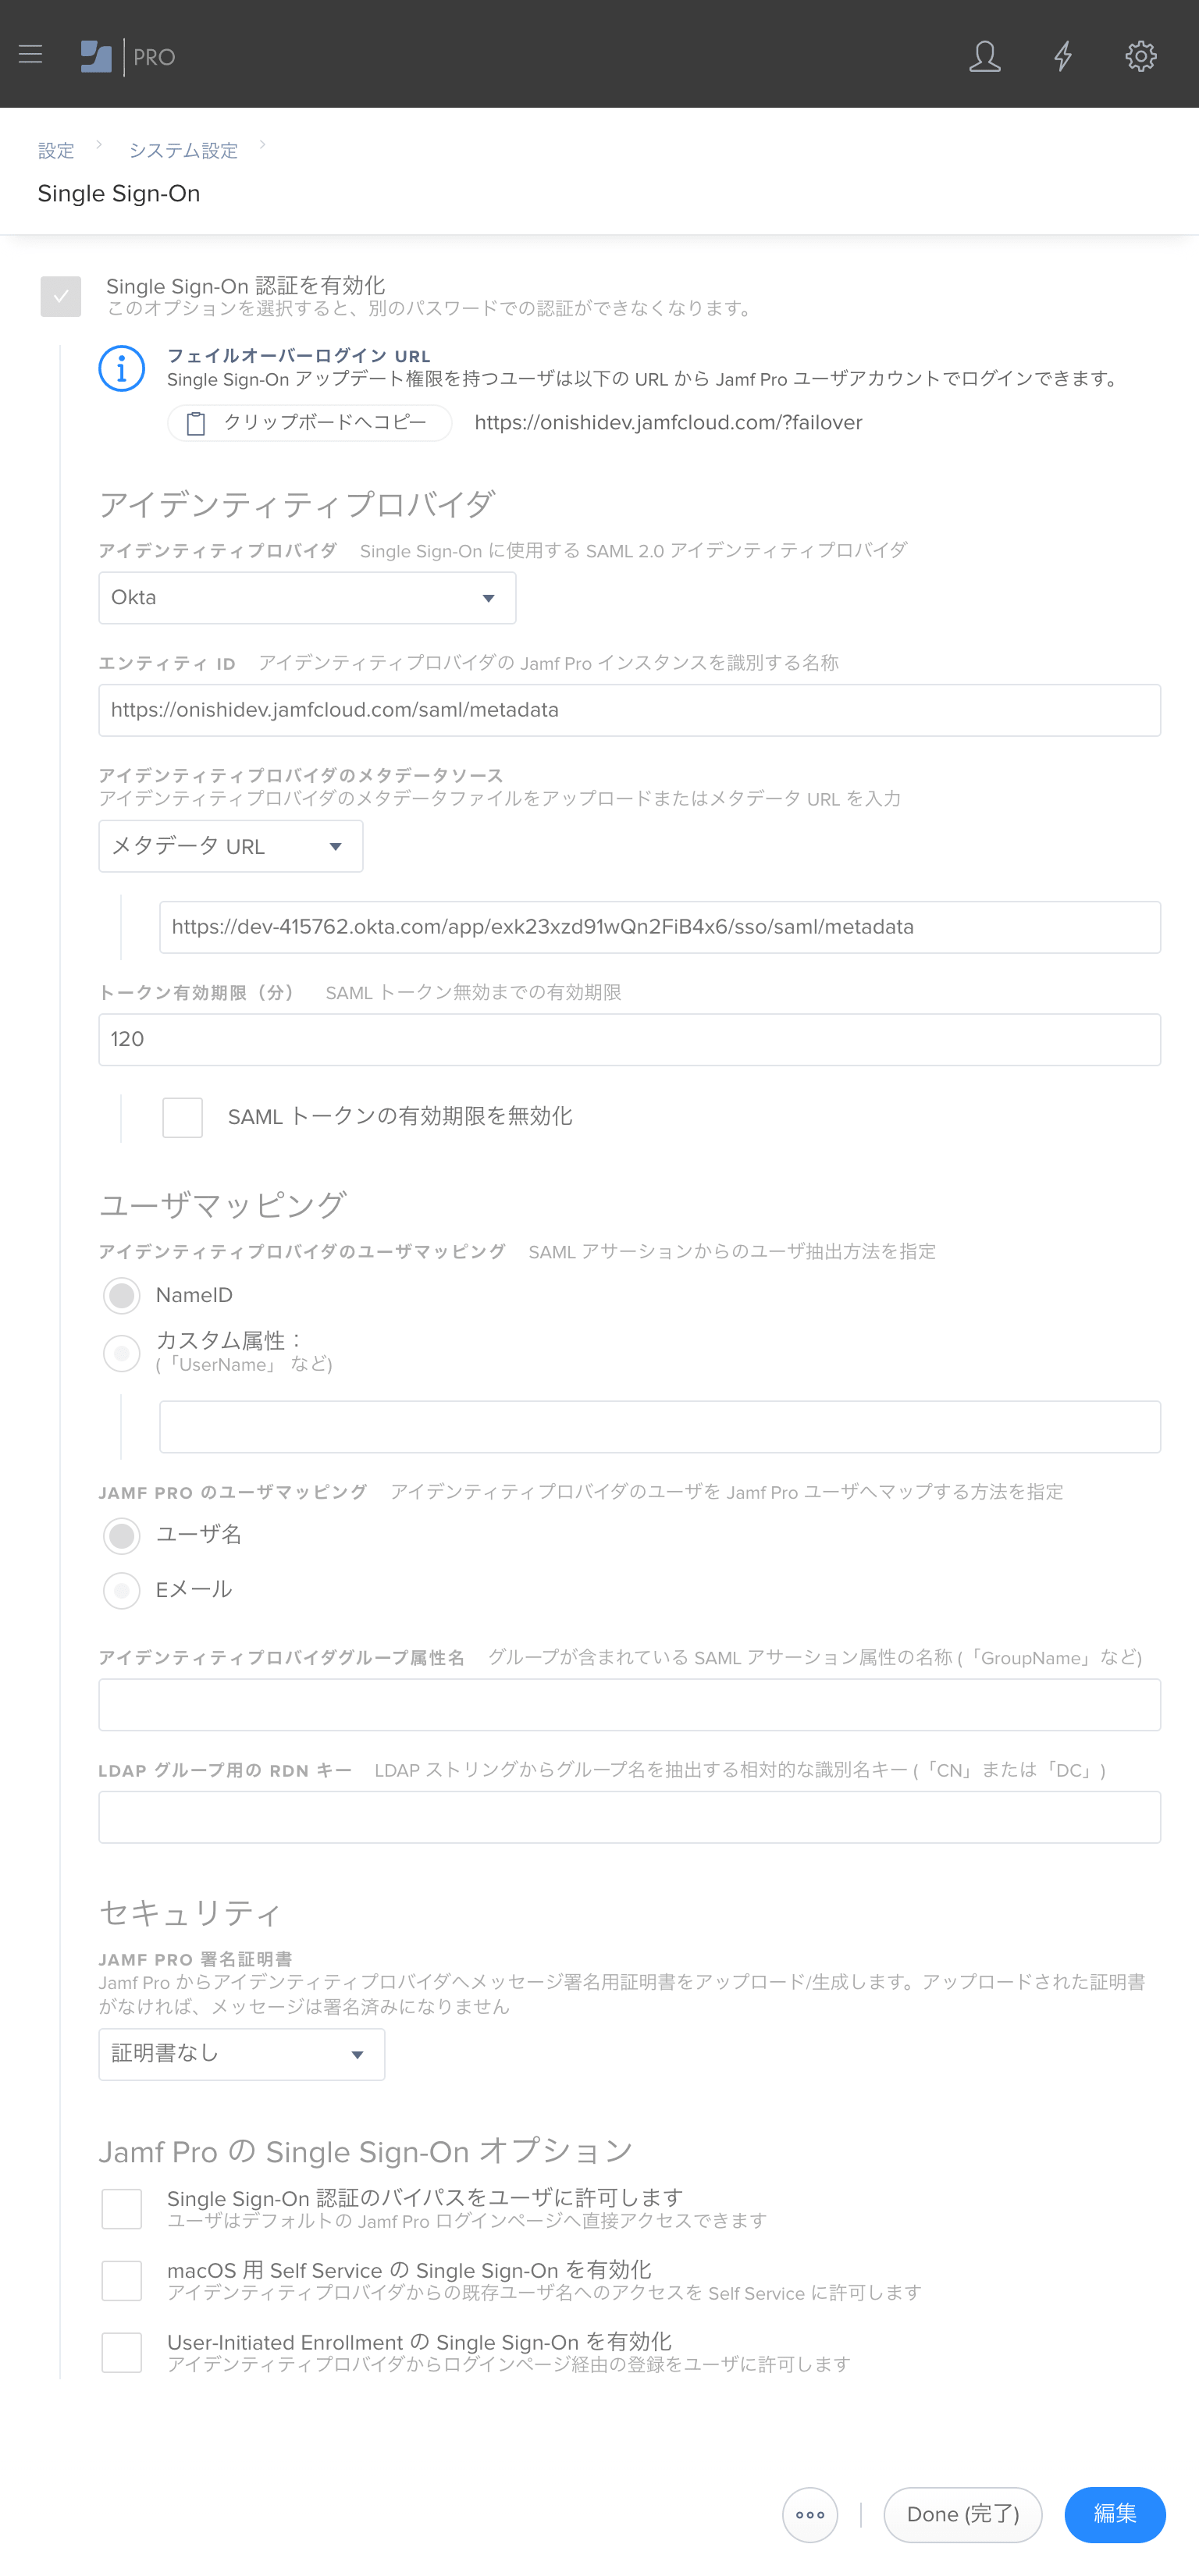 PRO
設定 システム設定
Single Sign-On
Single Sign-On 認証を有効化
このオプションを選択すると、別のパスワードでの認証ができなくなります。
フェイルオーバーログイン URL
Single Sign-On アップデート権限を持つユーザは以下の URL から Jamf Pro ユーザアカウントでログインできます。
クリップボードへコピー https://onishidev.jamfcloud.com/?failover
アイデンティティプロバイダ
アイデンティティプロバイダ Single Sign-On に使用する SAML 2.0 アイデンティティプロバイダ
Okta
エンティティ ID アイデンティティプロバイダの Jamf Pro インスタンスを識別する名称
https://onishidev.jamfcloud.com/saml/metadata
アイデンティティプロバイダのメタデータソース
アイデンティティプロバイダのメタデータファイルをアップロードまたはメタデータ URL を入力
メタデータ URL
https://dev-415762.okta.com/app/exk23xzd91wQn2FiB4x6/sso/saml/metadata
トークン有効期限（分） SAML トークン無効までの有効期限
120
SAML トークンの有効期限を無効化
ユーザマッピング
アイデンティティプロバイダのユーザマッピング SAML アサーションからのユーザ抽出方法を指定
NameID
カスタム属性：
(「UserName」 など)
JAMF PRO のユーザマッピング アイデンティティプロバイダのユーザを Jamf Pro ユーザへマップする方法を指定
ユーザ名
Eメール
アイデンティティプロバイダグループ属性名 グループが含まれている SAML アサーション属性の名称 (「GroupName」など)
LDAP グループ用の RDN キー LDAP ストリングからグループ名を抽出する相対的な識別名キー (「CN」または「DC」)
セキュリティ
JAMF PRO 署名証明書
Jamf Pro からアイデンティティプロバイダへメッセージ署名用証明書をアップロード/生成します。アップロードされた証明書
がなければ、メッセージは署名済みになりません
証明書なし
Jamf Pro の Single Sign-On オプション
Single Sign-On 認証のバイパスをユーザに許可します
ユーザはデフォルトの Jamf Pro ログインページへ直接アクセスできます
macOS 用 Self Service の Single Sign-On を有効化
アイデンティティプロバイダからの既存ユーザ名へのアクセスを Self Service に許可します
User-Initiated Enrollment の Single Sign-On を有効化
アイデンティティプロバイダからログインページ経由の登録をユーザに許可します
Done (完了) 編集